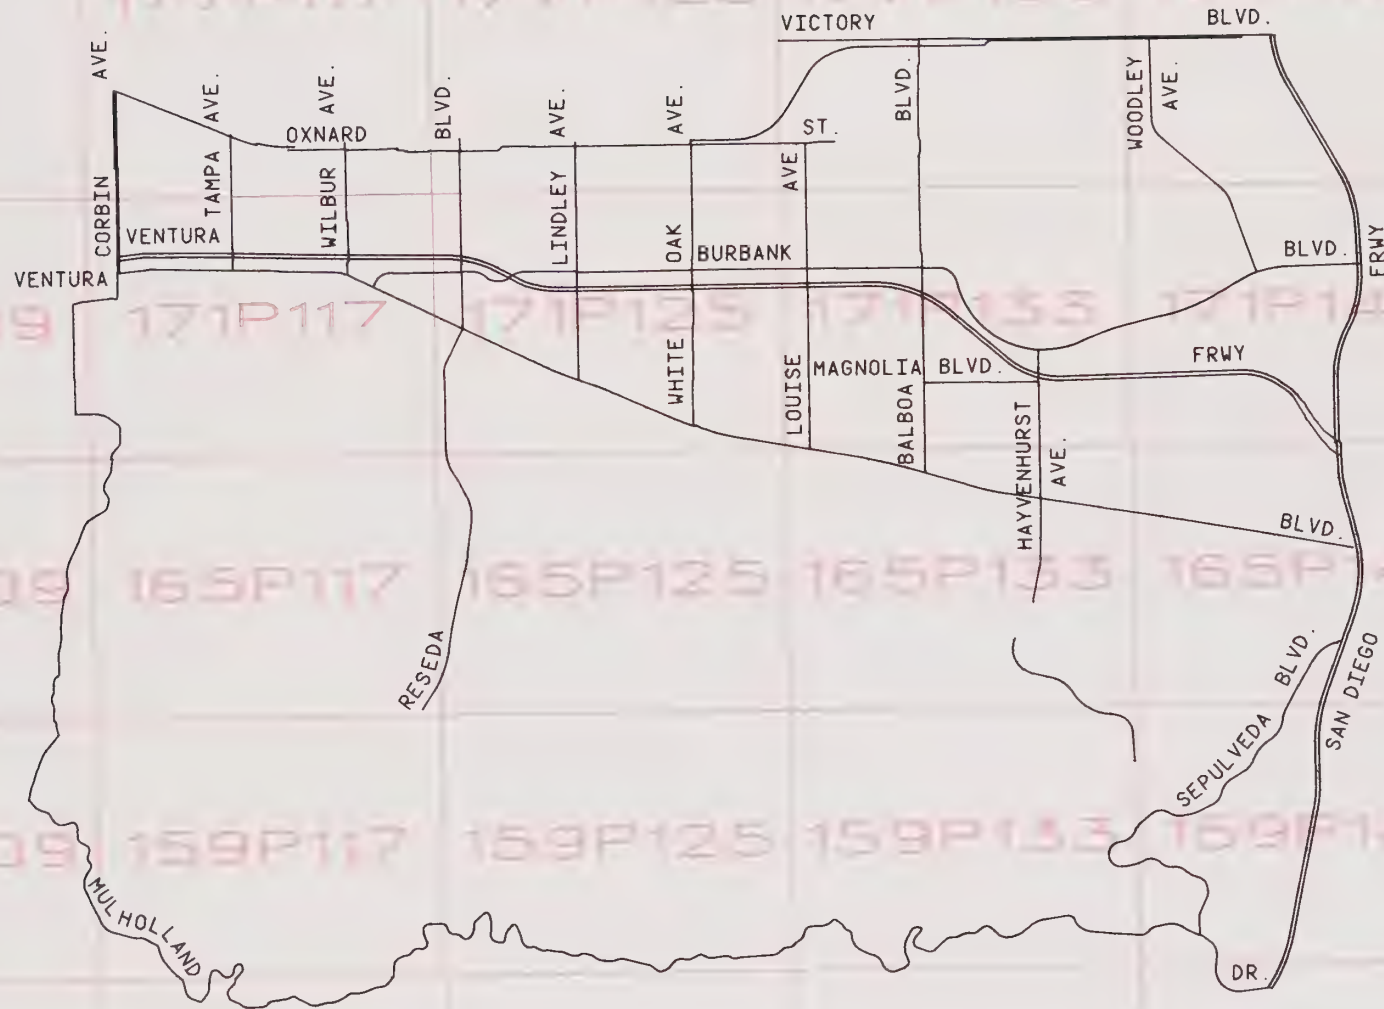 VICTORY BLVD.
CORBIN AVE.
TAMPA AVE.
WILBUR AVE.
BLVD.
LINDLEY AVE.
WHITE OAK AVE.
LOUISE AVE
BALBOA BLVD.
WOODLEY AVE.
OXNARD ST.
VENTURA
BURBANK BLVD.
FRWY
VENTURA
171P117 171P125 171P133
MAGNOLIA BLVD.
FRWY
HAYVENHURST AVE.
BLVD.
165P117 165P125 165P133
RESEDA
SEPULVEDA BLVD.
SAN DIEGO
159P117 159P125 159P133
MULHOLLAND
DR.